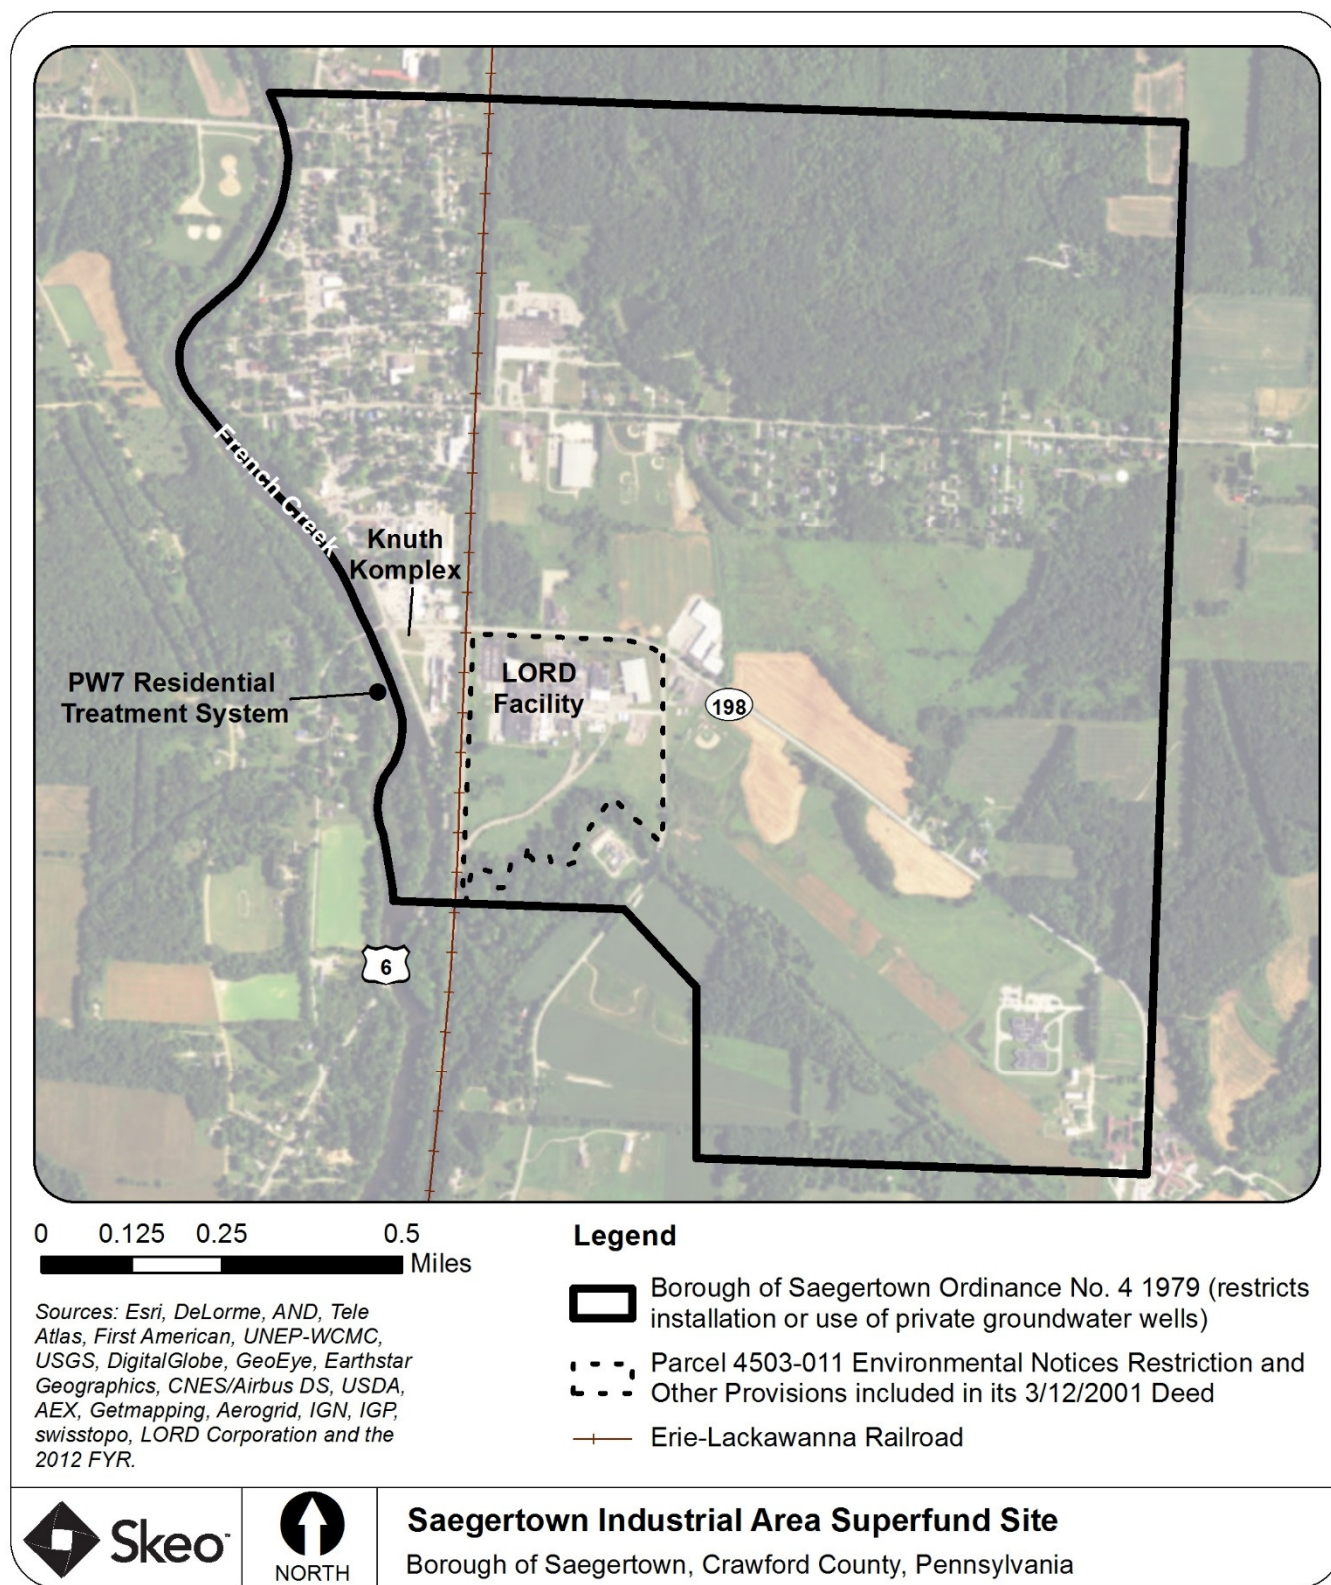 French Creek
Knuth
Komplex
PW7 Residential
Treatment System
LORD
Facility
198
6
0 0.125 0.25 0.5
Miles
Sources: Esri, DeLorme, AND, Tele
Atlas, First American, UNEP-WCMC,
USGS, DigitalGlobe, GeoEye, Earthstar
Geographics, CNES/Airbus DS, USDA,
AEX, Getmapping, Aerogrid, IGN, IGP,
swisstopo, LORD Corporation and the
2012 FYR.
Legend
Borough of Saegertown Ordinance No. 4 1979 (restricts
installation or use of private groundwater wells)
Parcel 4503-011 Environmental Notices Restriction and
Other Provisions included in its 3/12/2001 Deed
Erie-Lackawanna Railroad
Skeo
NORTH
Saegertown Industrial Area Superfund Site
Borough of Saegertown, Crawford County, Pennsylvania